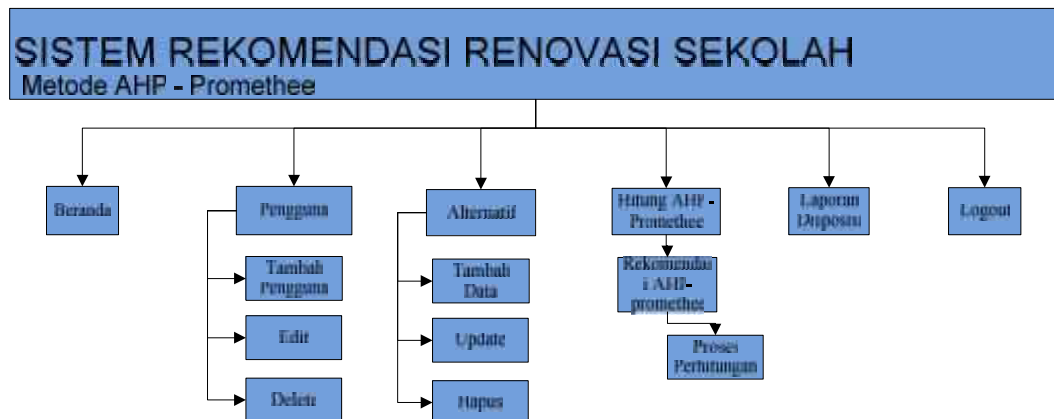 SISTEM REKOMENDASI RENOVASI SEKOLAH
Metode AHP - Promethee
Beranda
Pengguna
Tambah
Pengguna
Edit
Delete
Alternatif
Tambah
Data
Update
Hapus
Hitung AHP -
Promethee
Rekomendas
i AHP-
promethee
Proses
Perhitungan
Laporan
Logout